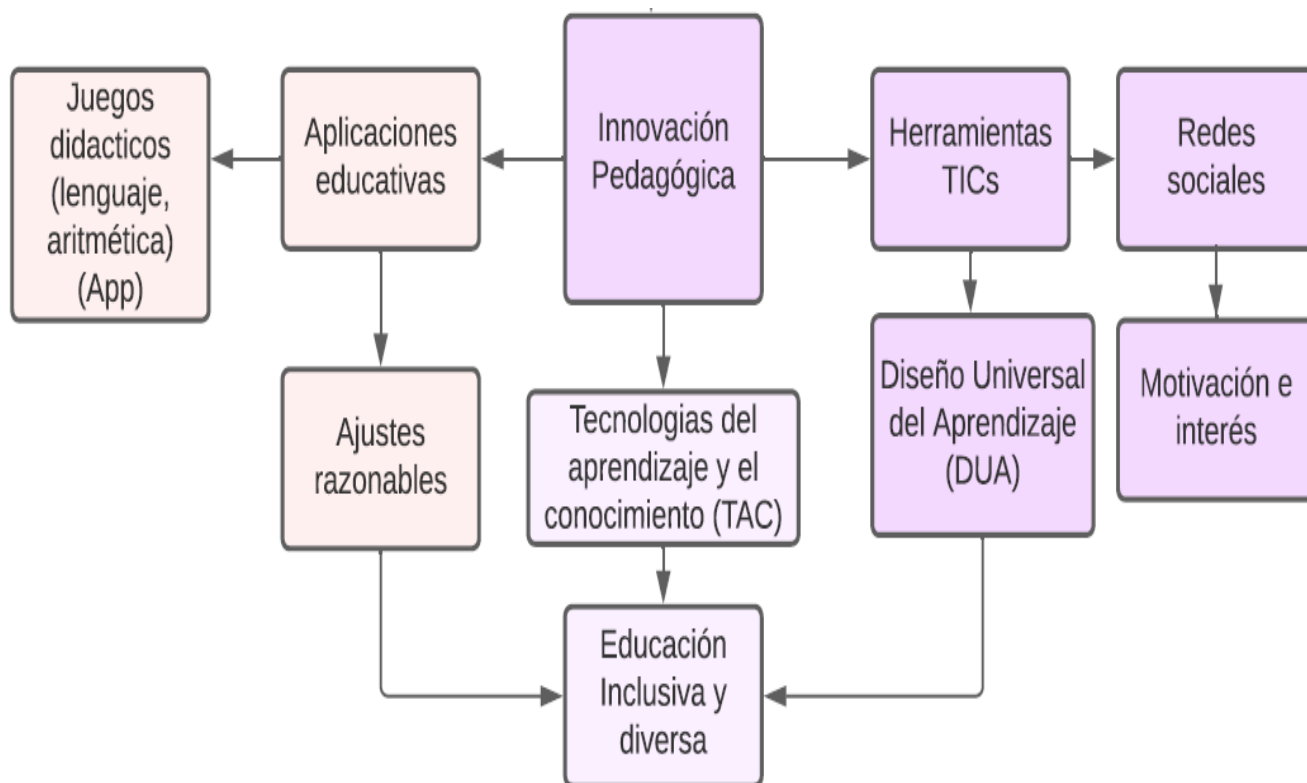 Juegos
didacticos
(lenguaje,
aritmética)
(App)
Aplicaciones
educativas
Innovación
Pedagógica
Herramientas
TICs
Redes
sociales
Ajustes
razonables
Tecnologias del
aprendizaje y el
conocimiento (TAC)
Diseño Universal
del Aprendizaje
(DUA)
Motivación e
interés
Educación
Inclusiva y
diversa